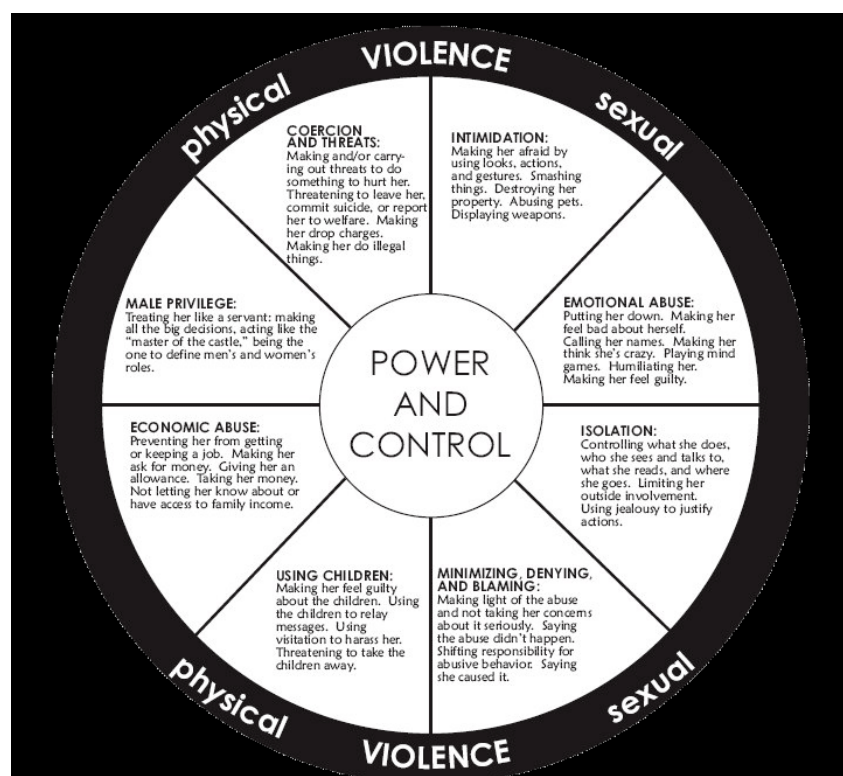 physical
VIOLENCE
sexual
COERCION
AND THREATS:
Making and/or carry-
ing out threats to do
something to hurt her.
Threatening to leave her,
commit suicide, or report
her to welfare.  Making
her drop charges.
Making her do illegal
things.
INTIMIDATION:
Making her afraid by
using looks, actions,
and gestures.  Smashing
things.  Destroying her
property.  Abusing pets.
Displaying weapons.
MALE PRIVILEGE:
Treating her like a servant: making
all the big decisions, acting like the
“master of the castle,” being the
one to define men’s and women’s
roles.
EMOTIONAL ABUSE:
Putting her down.  Making her
feel bad about herself.
Calling her names.  Making her
think she’s crazy.  Playing mind
games.  Humiliating her.
Making her feel guilty.
POWER
AND
CONTROL
ECONOMIC ABUSE:
Preventing her from getting
or keeping a job.  Making her
ask for money.  Giving her an
allowance.  Taking her money.
Not letting her know about or
have access to family income.
ISOLATION:
Controlling what she does,
who she sees and talks to,
what she reads, and where
she goes.  Limiting her
outside involvement.
Using jealousy to justify
actions.
USING CHILDREN:
Making her feel guilty
about the children.  Using
the children to relay
messages.  Using
visitation to harass her.
Threatening to take the
children away.
MINIMIZING, DENYING,
AND BLAMING:
Making light of the abuse
and not taking her concerns
about it seriously.  Saying
the abuse didn’t happen.
Shifting responsibility for
abusive behavior.  Saying
she caused it.
physical
VIOLENCE
sexual